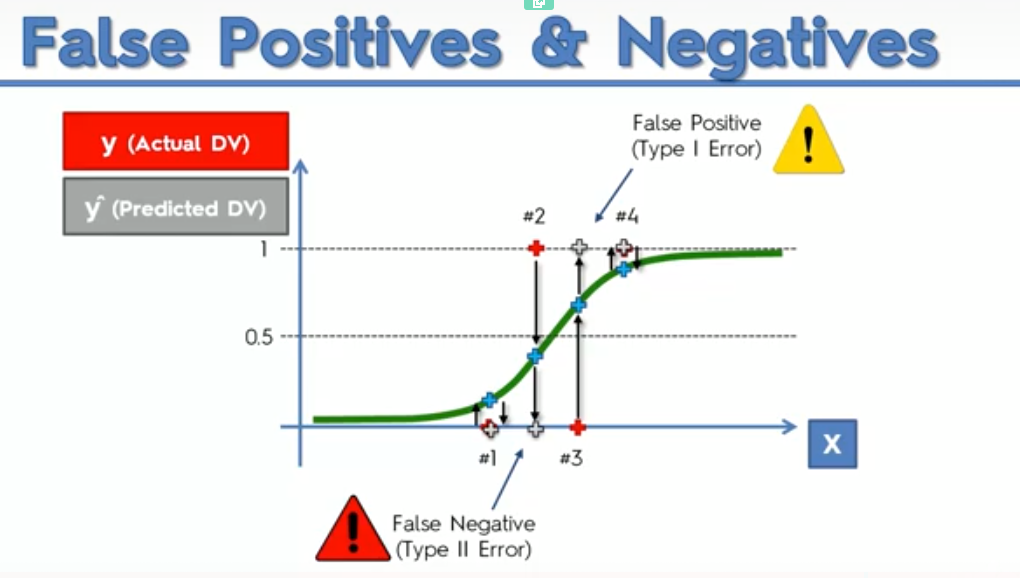 False Positives & Negatives
y (Actual DV)
ŷ (Predicted DV)
False Positive
(Type I Error)
!
#2
#4
1
0.5
X
#1
#3
False Negative
(Type II Error)
!